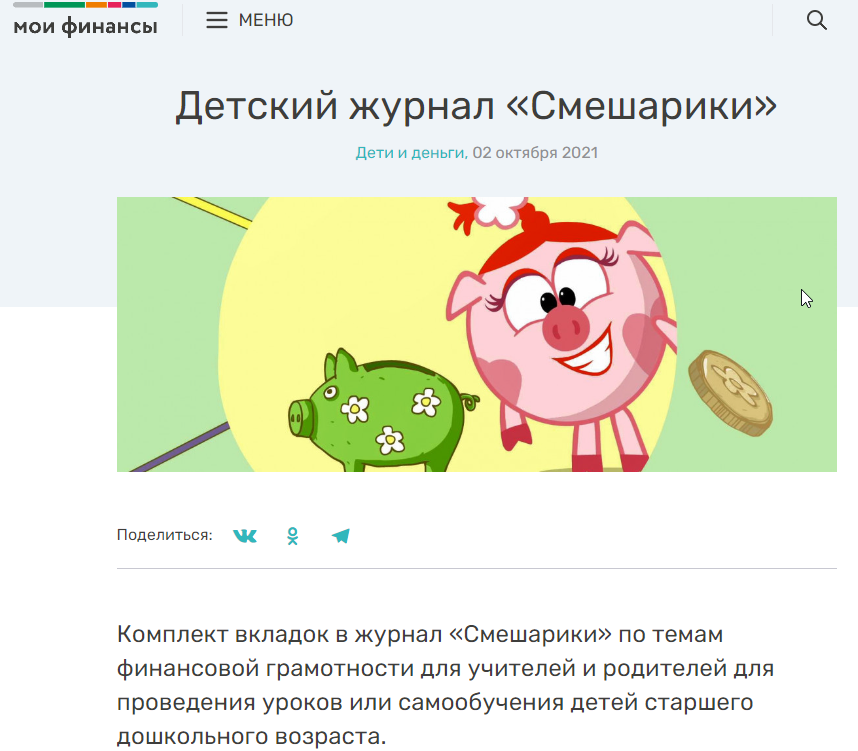 мои финансы
МЕНЮ
Детский журнал «Смешарики»
Дети и деньги, 02 октября 2021
Поделиться:
Комплект вкладок в журнал «Смешарики» по темам
финансовой грамотности для учителей и родителей для
проведения уроков или самообучения детей старшего
дошкольного возраста.